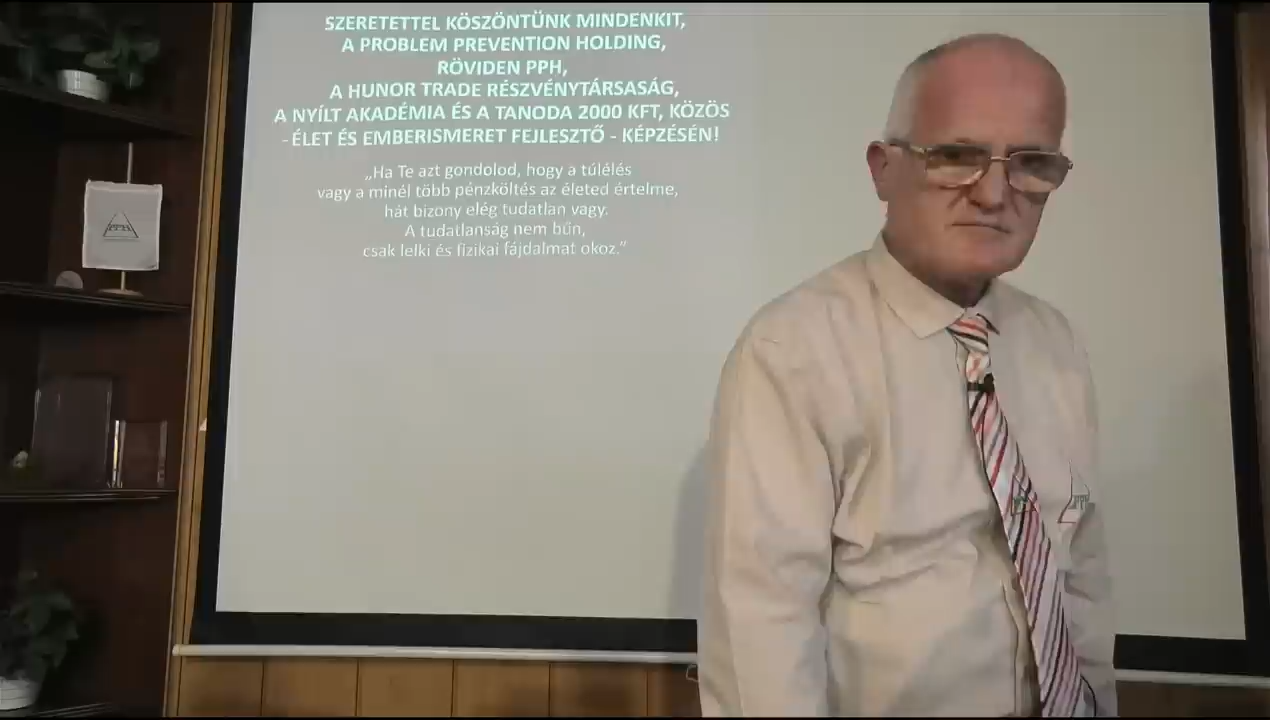 SZERETETTEL KÖSZÖNTÜNK MINDENKIT,
A PROBLEM PREVENTION HOLDING,
RÖVIDEN PPH,
A HUNOR TRADE RÉSZVÉNYTÁRSASÁG,
A NYÍLT AKADÉMIA ÉS A TANODA 2000 KFT, KÖZÖS
- ÉLET ÉS EMBERISMERET FEJLESZTŐ - KÉPZÉSÉN!
„Ha Te azt gondolod, hogy a túlélés
vagy a minél több pénzköltés az életed értelme,
hát bizony elég tudatlan vagy.
A tudatlanság nem bűn,
csak lelki és fizikai fájdalmat okoz.”